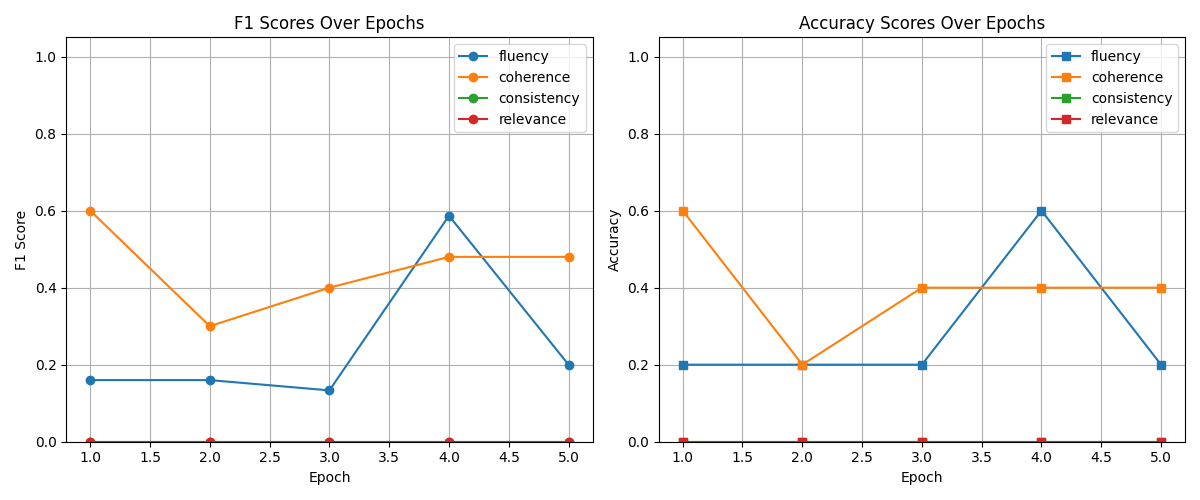 F1 Scores Over Epochs
1.0
0.8
0.6
0.4
0.2
0.0
F1 Score
1.0 1.5 2.0 2.5 3.0 3.5 4.0 4.5 5.0
Epoch
fluency
coherence
consistency
relevance
Accuracy Scores Over Epochs
1.0
0.8
0.6
0.4
0.2
0.0
Accuracy
1.0 1.5 2.0 2.5 3.0 3.5 4.0 4.5 5.0
Epoch
fluency
coherence
consistency
relevance